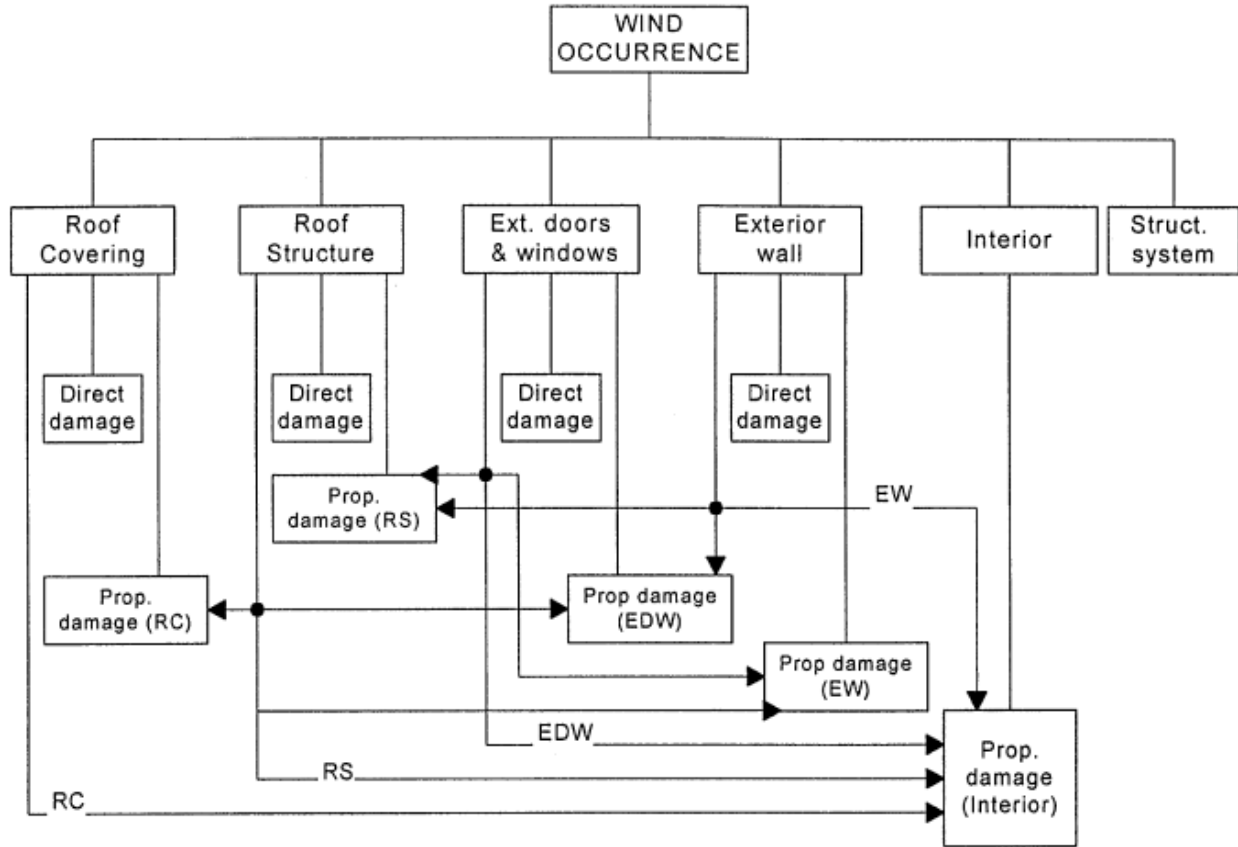 WIND
OCCURRENCE
Roof
Covering
Roof
Structure
Ext. doors
& windows
Exterior
wall
Interior
Struct.
system
Direct
damage
Direct
damage
Direct
damage
Direct
damage
Prop.
damage (RS)
EW
Prop.
damage (RC)
Prop damage
(EDW)
Prop damage
(EW)
EDW
Prop.
damage
(Interior)
RS
RC